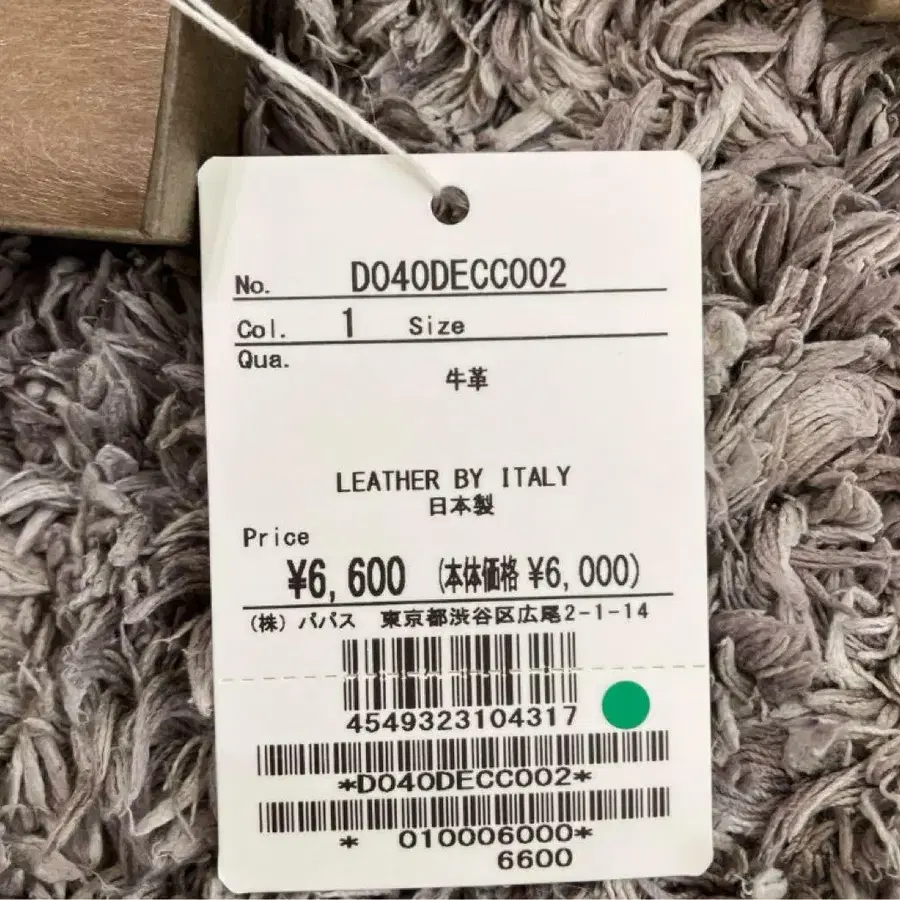 No. D040DECC002
Col. 1 Size
Qua.
牛革
LEATHER BY ITALY
日本製
Price
¥6,600 (本体価格 ¥6,000)
(株) パパス 東京都渋谷区広尾2-1-14
4549323104317
*D040DECC002*
* 010006000*
6600